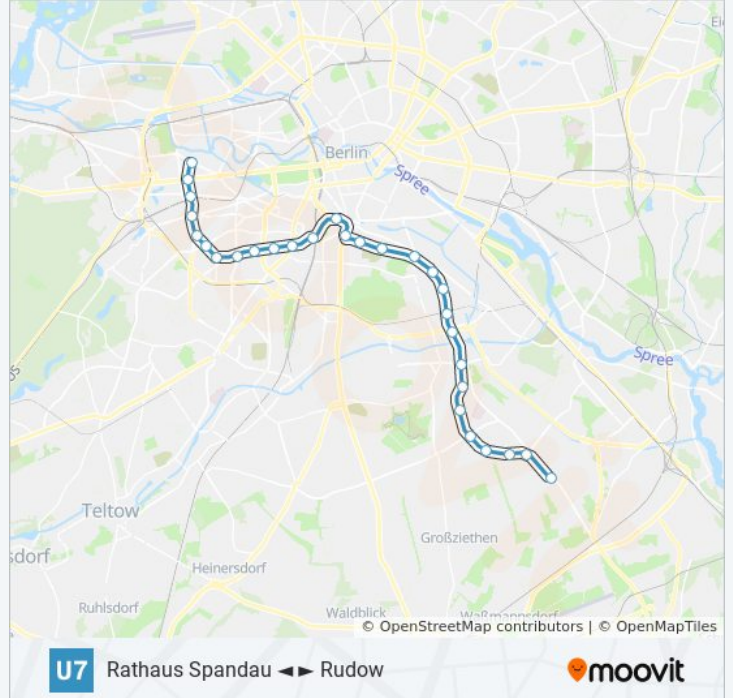 Berlin
Spree
Spree
Teltow
sdorf
Großziethen
Heinersdorf
Ruhlsdorf
Waldblick
Waßmannsdorf
© OpenStreetMap contributors | © OpenMapTiles
U7 Rathaus Spandau ◄ ► Rudow moovit